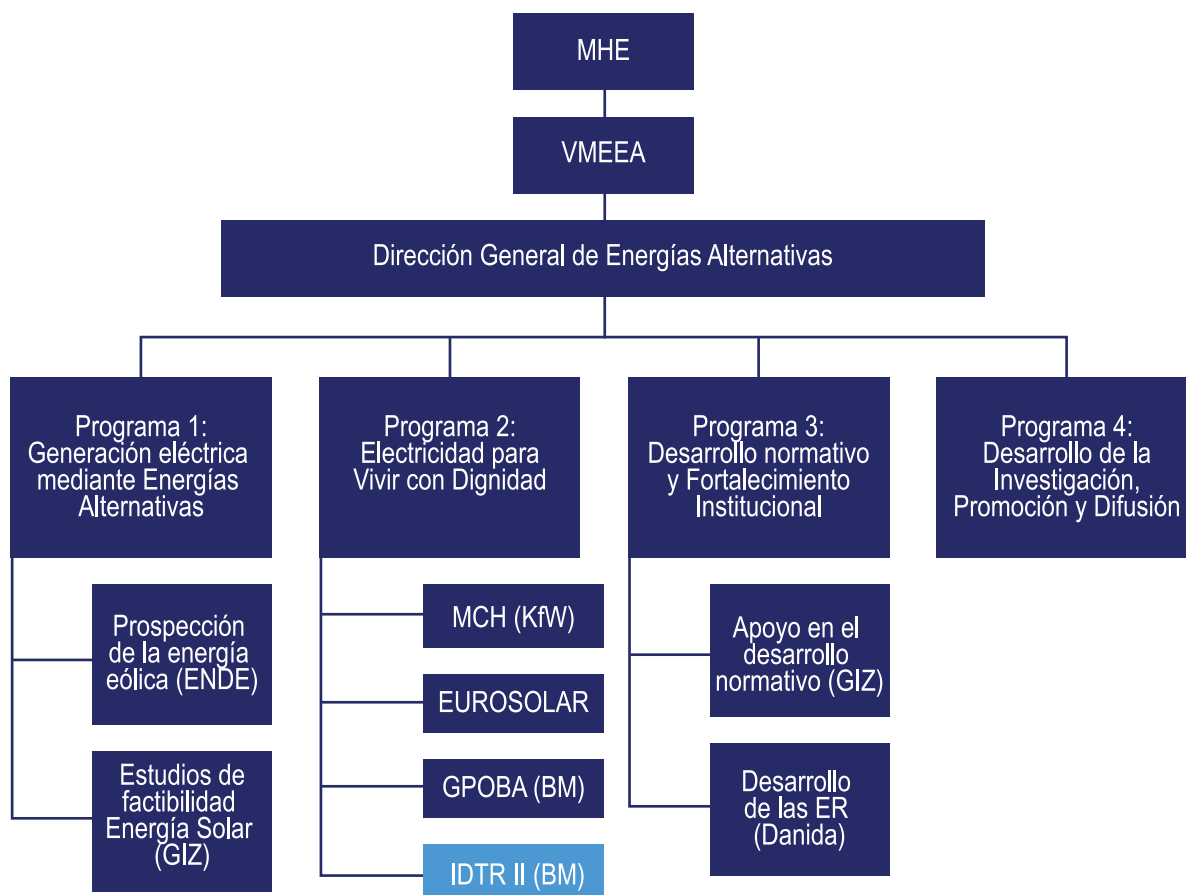 MHE
VMEEA
Dirección General de Energías Alternativas
Programa 1:
Generación eléctrica
mediante Energías
Alternativas
Programa 2:
Electricidad para
Vivir con Dignidad
Programa 3:
Desarrollo normativo
y Fortalecimiento
Institucional
Programa 4:
Desarrollo de la
Investigación,
Promoción y Difusión
Prospección
de la energía
eólica (ENDE)
Estudios de
factibilidad
Energía Solar
(GIZ)
MCH (KfW)
EUROSOLAR
GPOBA (BM)
IDTR II (BM)
Apoyo en el
desarrollo
normativo (GIZ)
Desarrollo
de las ER
(Danida)